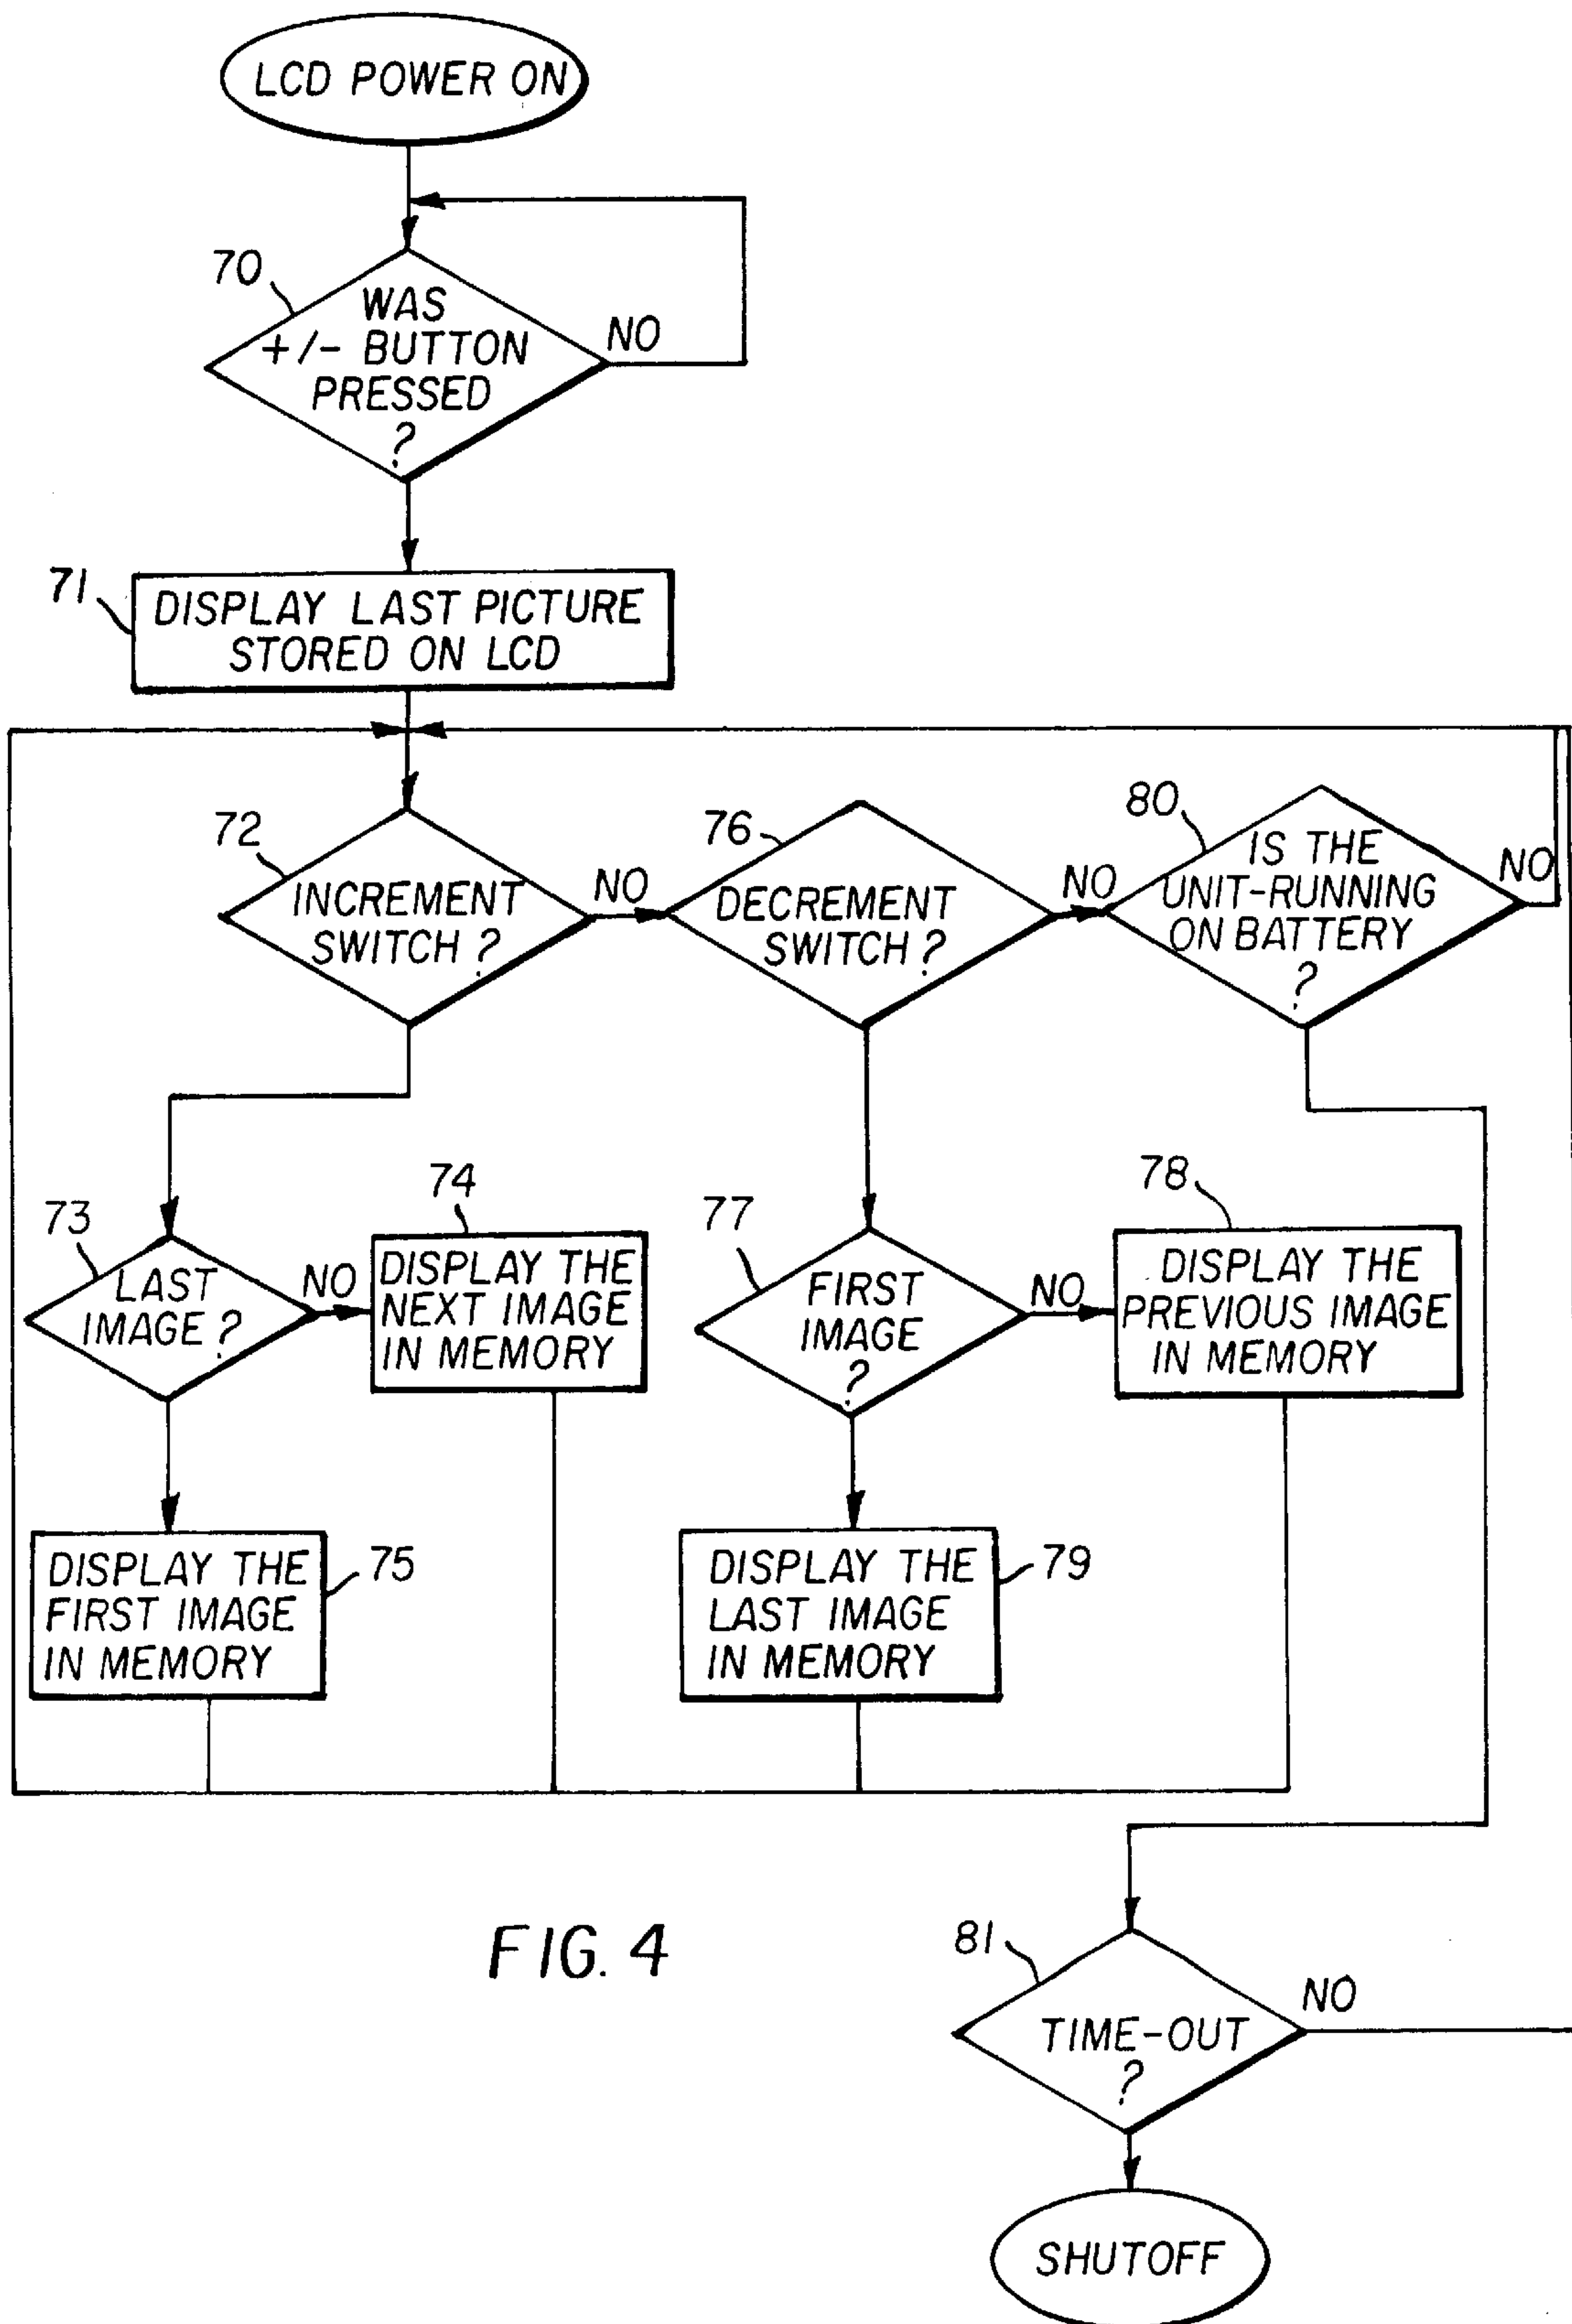 LCD POWER ON
70
WAS
+/- BUTTON
PRESSED
?
NO
71
DISPLAY LAST PICTURE
STORED ON LCD
72
INCREMENT
SWITCH ?
NO
76
DECREMENT
SWITCH ?
NO
80
IS THE
UNIT-RUNNING
ON BATTERY
?
NO
73
LAST
IMAGE ?
NO
74
DISPLAY THE
NEXT IMAGE
IN MEMORY
77
FIRST
IMAGE
?
NO
78
DISPLAY THE
PREVIOUS IMAGE
IN MEMORY
75
DISPLAY THE
FIRST IMAGE
IN MEMORY
79
DISPLAY THE
LAST IMAGE
IN MEMORY
FIG. 4
81
TIME-OUT
?
NO
SHUTOFF